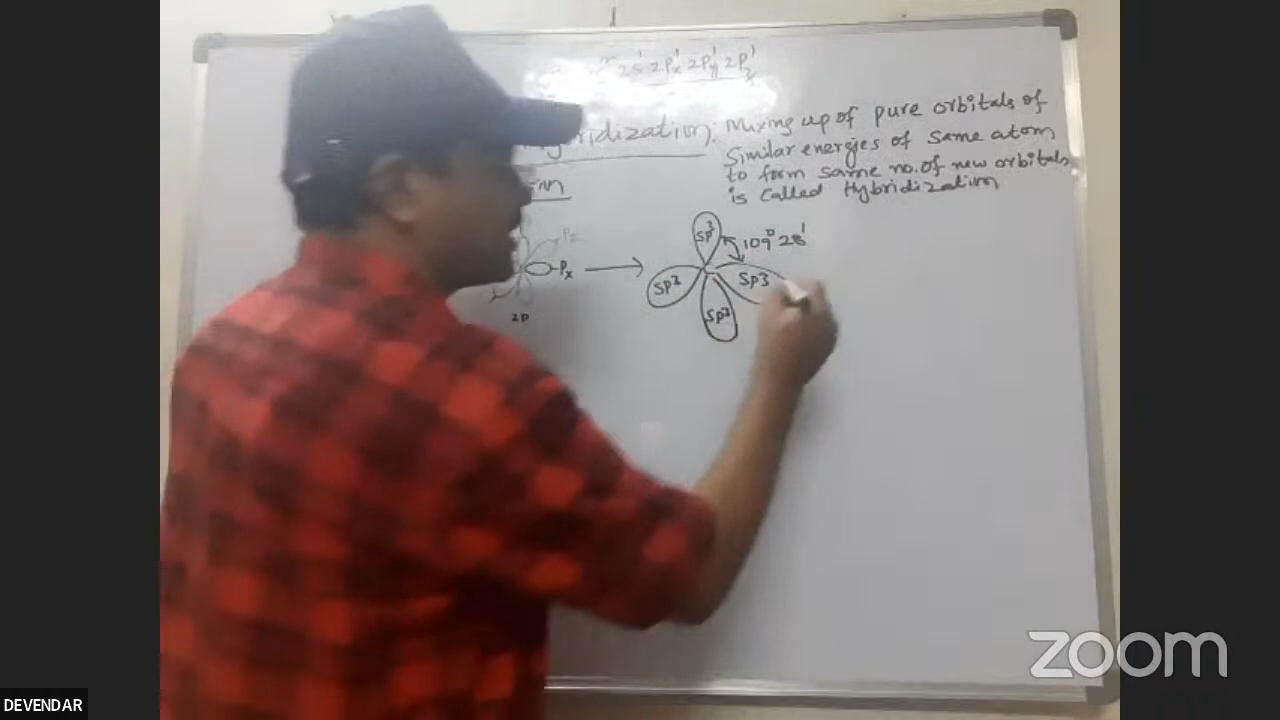 2s¹ 2Px¹ 2Py¹ 2Pz¹
Hybridization: Mixing up of pure orbitals of
Similar energies of same atom
to form same no. of new orbitals
is called Hybridization
Pz
Px
2P
sp³
109° 28'
sp³
sp3
sp³
zoom
DEVENDAR